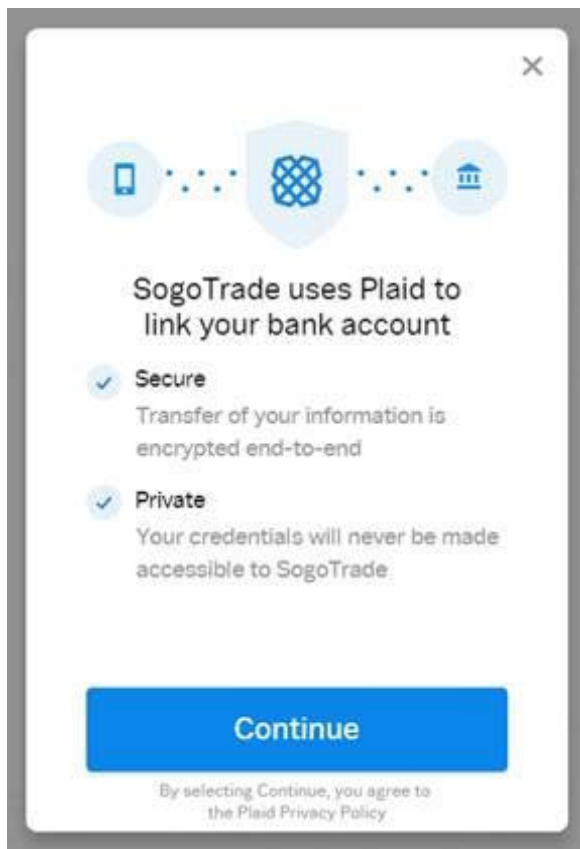 SogoTrade uses Plaid to
link your bank account
Secure
Transfer of your information is
encrypted end-to-end
Private
Your credentials will never be made
accessible to SogoTrade
Continue
By selecting Continue, you agree to
the Plaid Privacy Policy